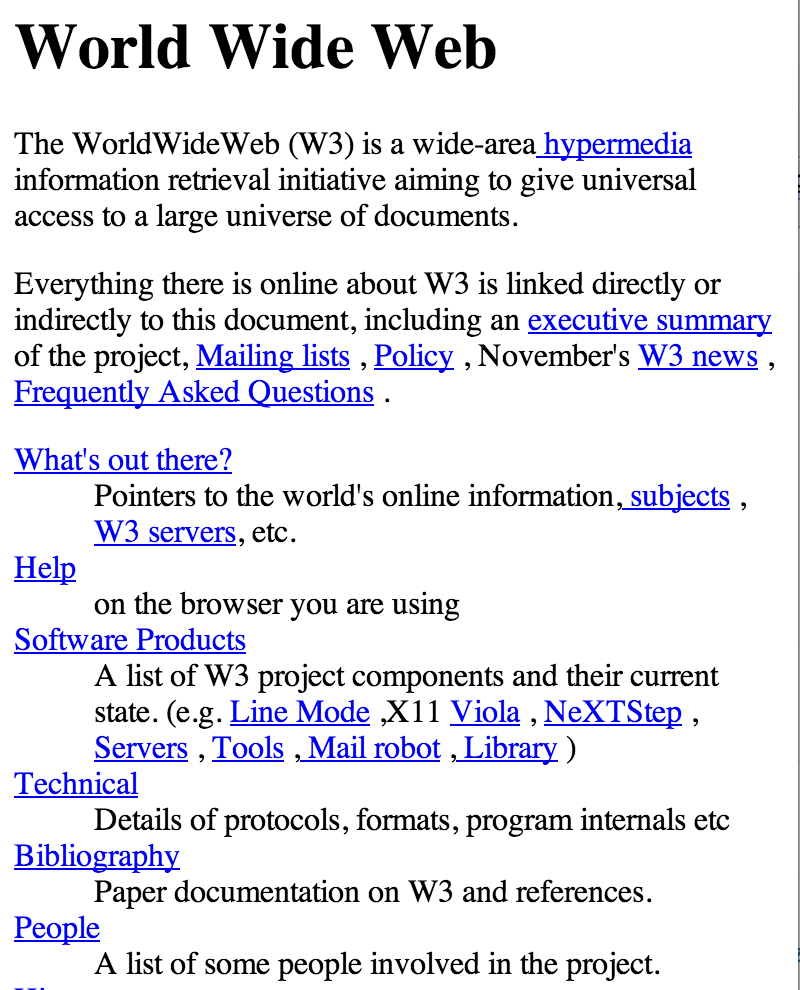 World Wide Web
The WorldWideWeb (W3) is a wide-area hypermedia
information retrieval initiative aiming to give universal
access to a large universe of documents.
Everything there is online about W3 is linked directly or
indirectly to this document, including an executive summary
of the project, Mailing lists , Policy , November's W3 news ,
Frequently Asked Questions .
What's out there?
Pointers to the world's online information, subjects ,
W3 servers, etc.
Help
on the browser you are using
Software Products
A list of W3 project components and their current
state. (e.g. Line Mode ,X11 Viola , NeXTStep ,
Servers , Tools , Mail robot , Library )
Technical
Details of protocols, formats, program internals etc
Bibliography
Paper documentation on W3 and references.
People
A list of some people involved in the project.